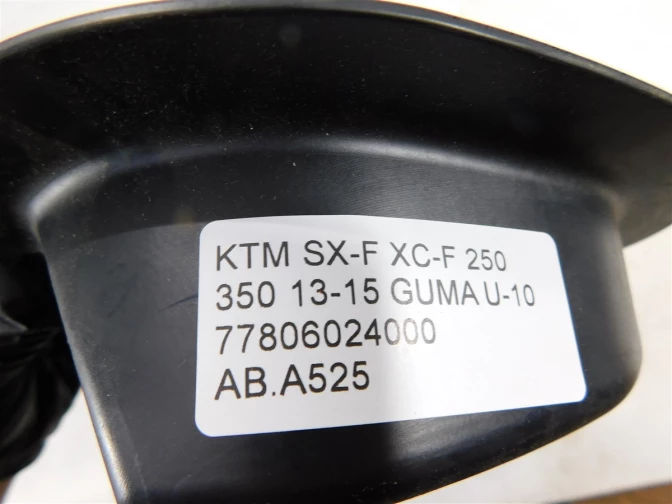 KTM SX-F XC-F 250
350 13-15 GUMA U-10
77806024000
AB.A525